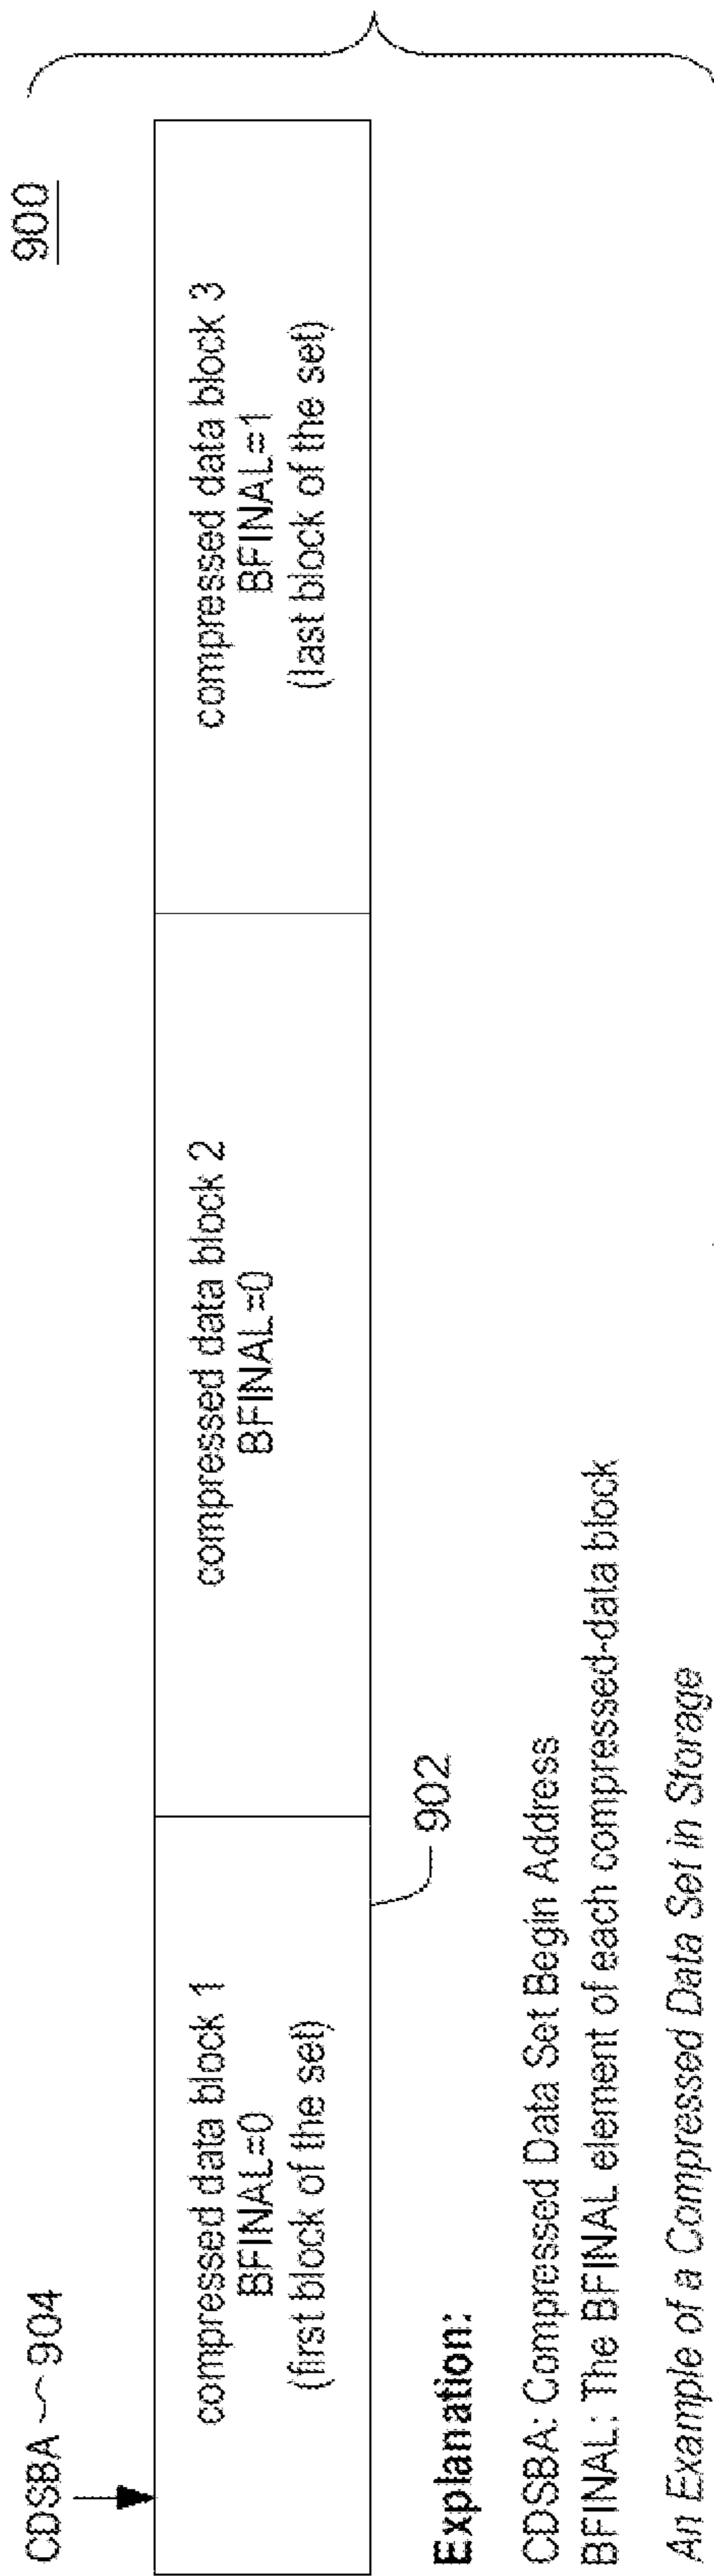 900
CDSBA 904
compressed data block 1
BFINAL=0
(first block of the set)
compressed data block 2
BFINAL=0
compressed data block 3
BFINAL=1
(last block of the set)
902
Explanation:
CDSBA: Compressed Data Set Begin Address
BFINAL: The BFINAL element of each compressed-data block
An Example of a Compressed Data Set in Storage